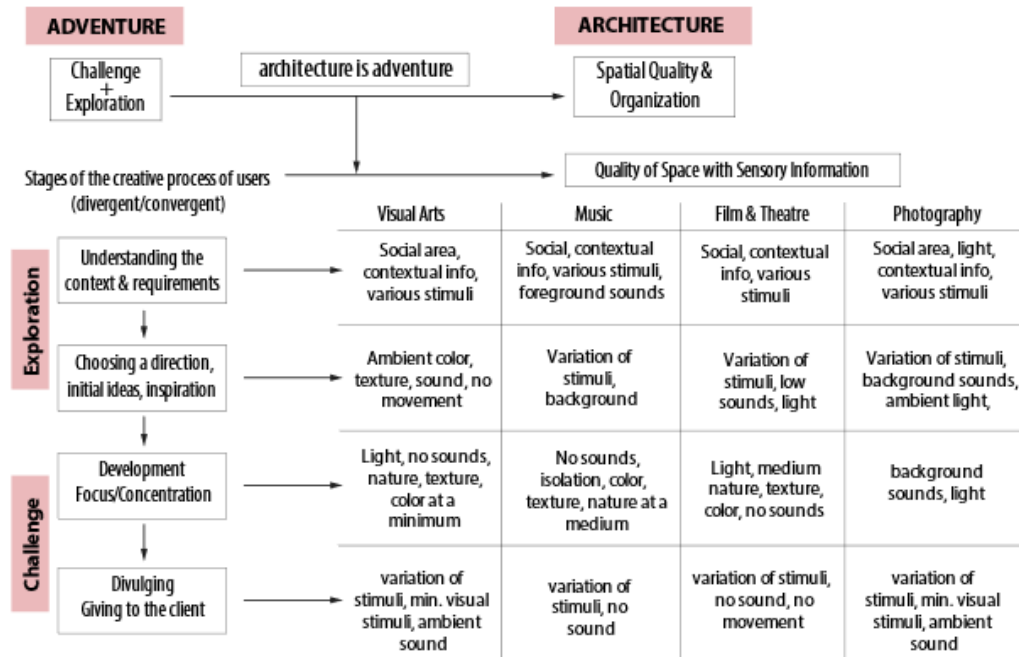 ADVENTURE
ARCHITECTURE
Challenge
+
Exploration
architecture is adventure
Spatial Quality &
Organization
Stages of the creative process of users
(divergent/convergent)
Quality of Space with Sensory Information
Visual Arts
Music
Film & Theatre
Photography
Exploration
Understanding the
context & requirements
Social area,
contextual info,
various stimuli
Social, contextual
info, various stimuli,
foreground sounds
Social, contextual
info, various
stimuli
Social area, light,
contextual info,
various stimuli
Choosing a direction,
initial ideas, inspiration
Ambient color,
texture, sound, no
movement
Variation of
stimuli,
background
Variation of
stimuli, low
sounds, light
Variation of stimuli,
background sounds,
ambient light,
Challenge
Development
Focus/Concentration
Light, no sounds,
nature, texture,
color at a
minimum
No sounds,
isolation, color,
texture, nature at a
medium
Light, medium
nature, texture,
color, no sounds
background
sounds, light
Divulging
Giving to the client
variation of
stimuli, min. visual
stimuli, ambient
sound
variation of
stimuli, no
sound
variation of stimuli,
no sound, no
movement
variation of
stimuli, min. visual
stimuli, ambient
sound